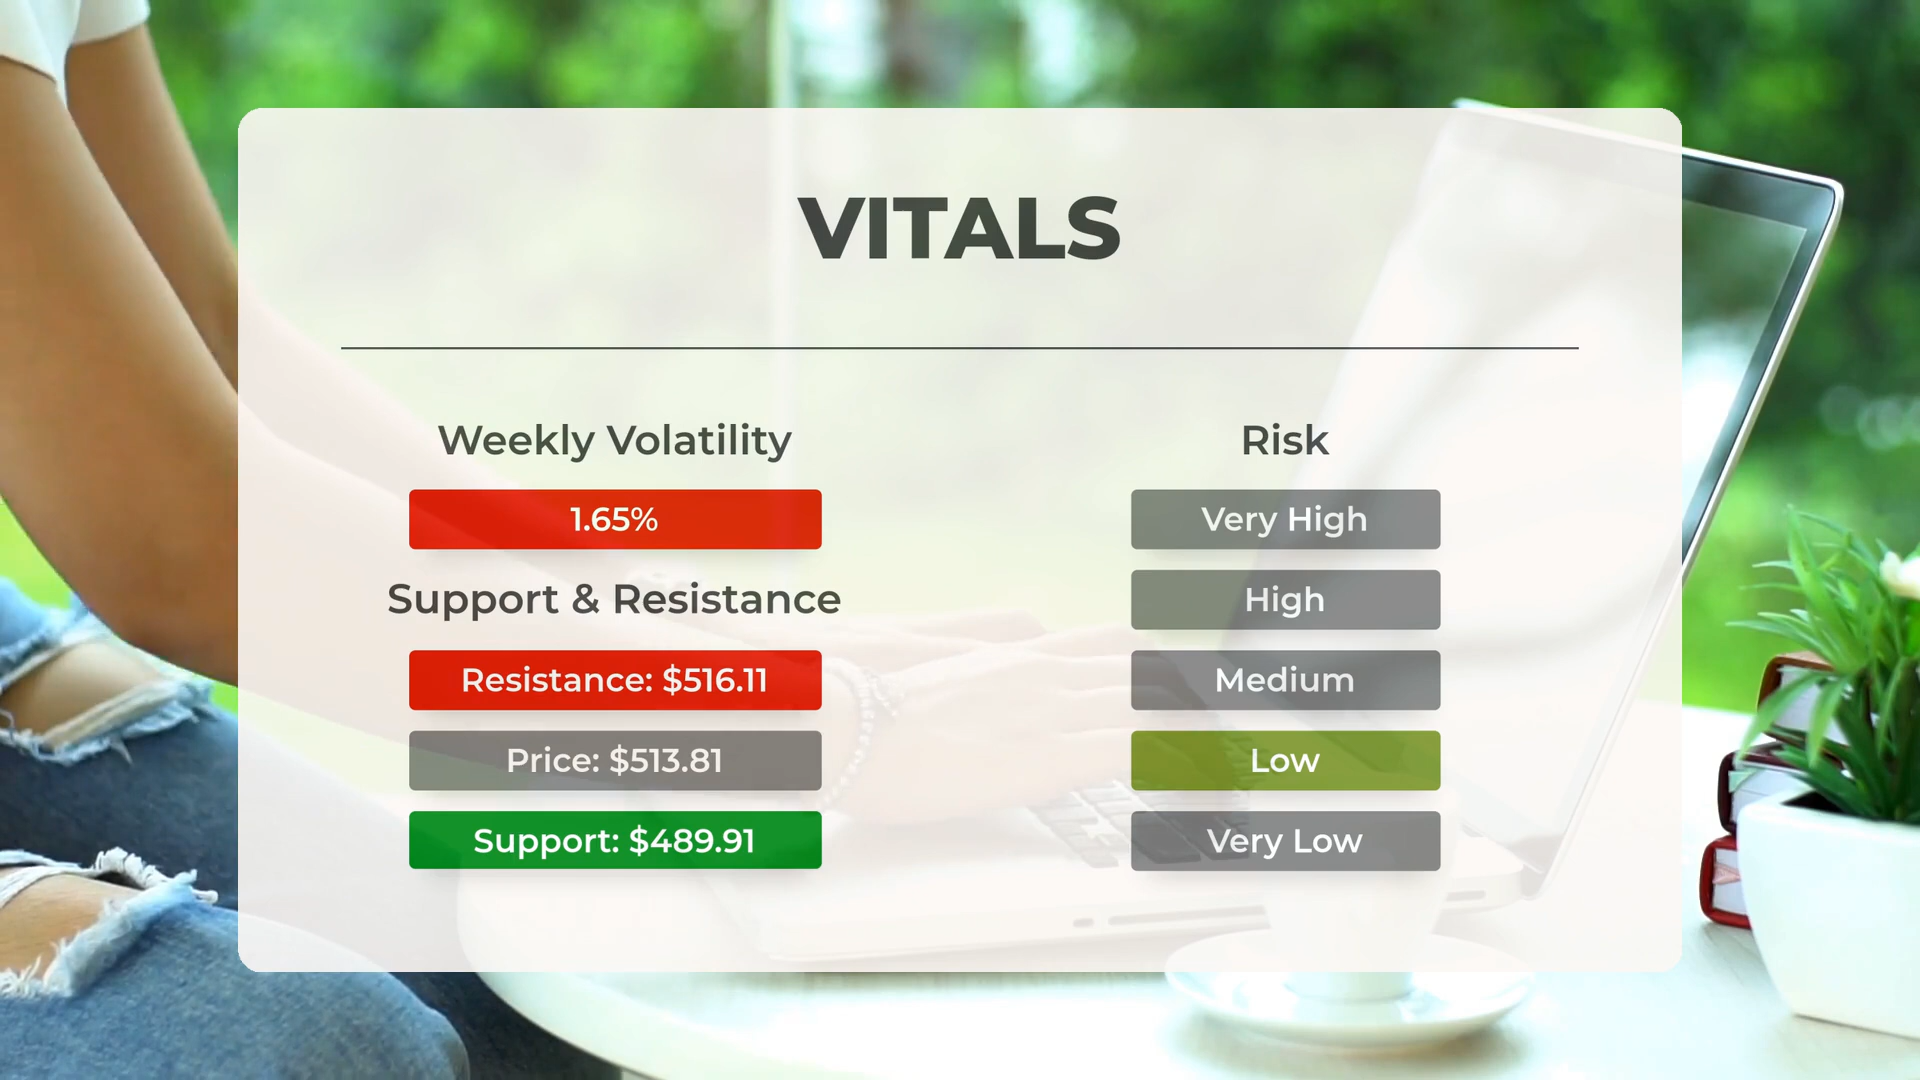 VITALS
Weekly Volatility
1.65%
Support & Resistance
Resistance: $516.11
Price: $513.81
Support: $489.91
Risk
Very High
High
Medium
Low
Very Low